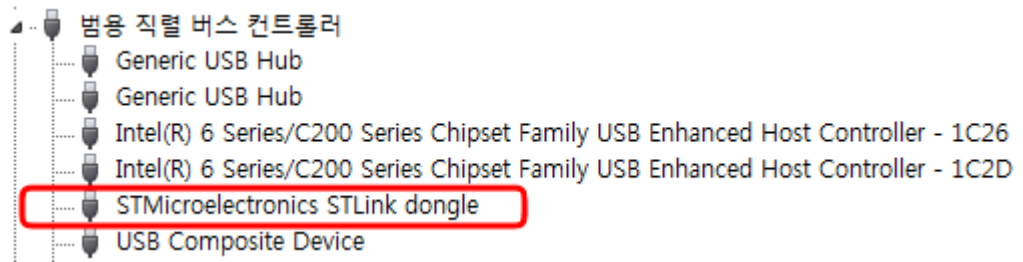 범용 직렬 버스 컨트롤러
Generic USB Hub
Generic USB Hub
Intel(R) 6 Series/C200 Series Chipset Family USB Enhanced Host Controller - 1C26
Intel(R) 6 Series/C200 Series Chipset Family USB Enhanced Host Controller - 1C2D
STMicroelectronics STLink dongle
USB Composite Device